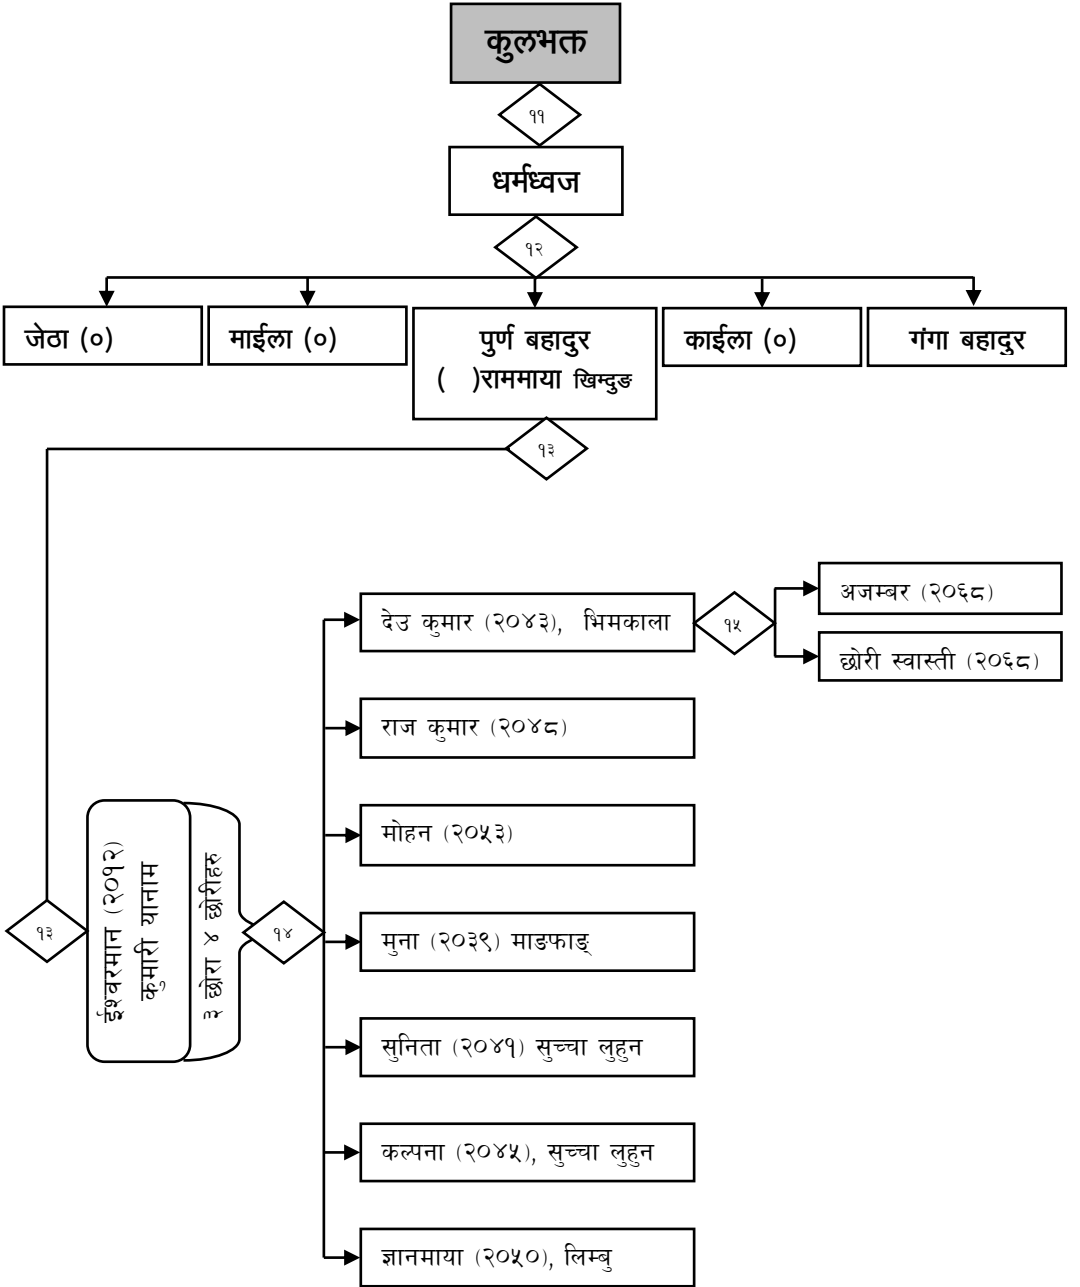 कुलभक्त
११
धर्मध्वज
१२
जेठा (०)
माईला (०)
पुर्ण बहादुर
( )राममाया खिम्दुङ
काईला (०)
गंगा बहादुर
१३
देउ कुमार (२०४३), भिमकाला
१५
अजम्बर (२०६८)
छोरी स्वास्ती (२०६८)
राज कुमार (२०४८)
मोहन (२०५३)
१३
ईश्वरमान (२०१२)
कुमारी यानाम
३ छोरा ४ छोरीहरु
१४
मुना (२०३९) माङफाङ्
सुनिता (२०४१) सुच्चा लुहुन
कल्पना (२०४५), सुच्चा लुहुन
ज्ञानमाया (२०५०), लिम्बु